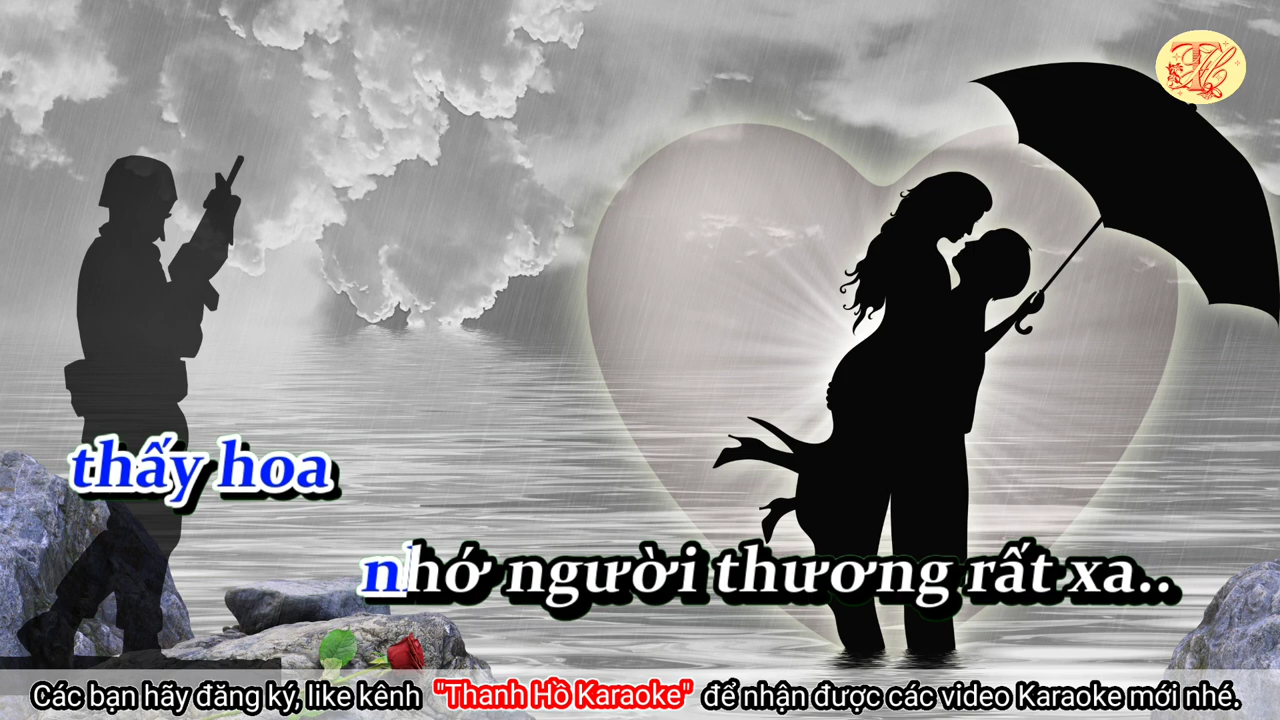 thấy hoa
nhớ người thương rất xa..
Các bạn hãy đăng ký, like kênh "Thanh Hồ Karaoke" để nhận được các video Karaoke mới nhé.